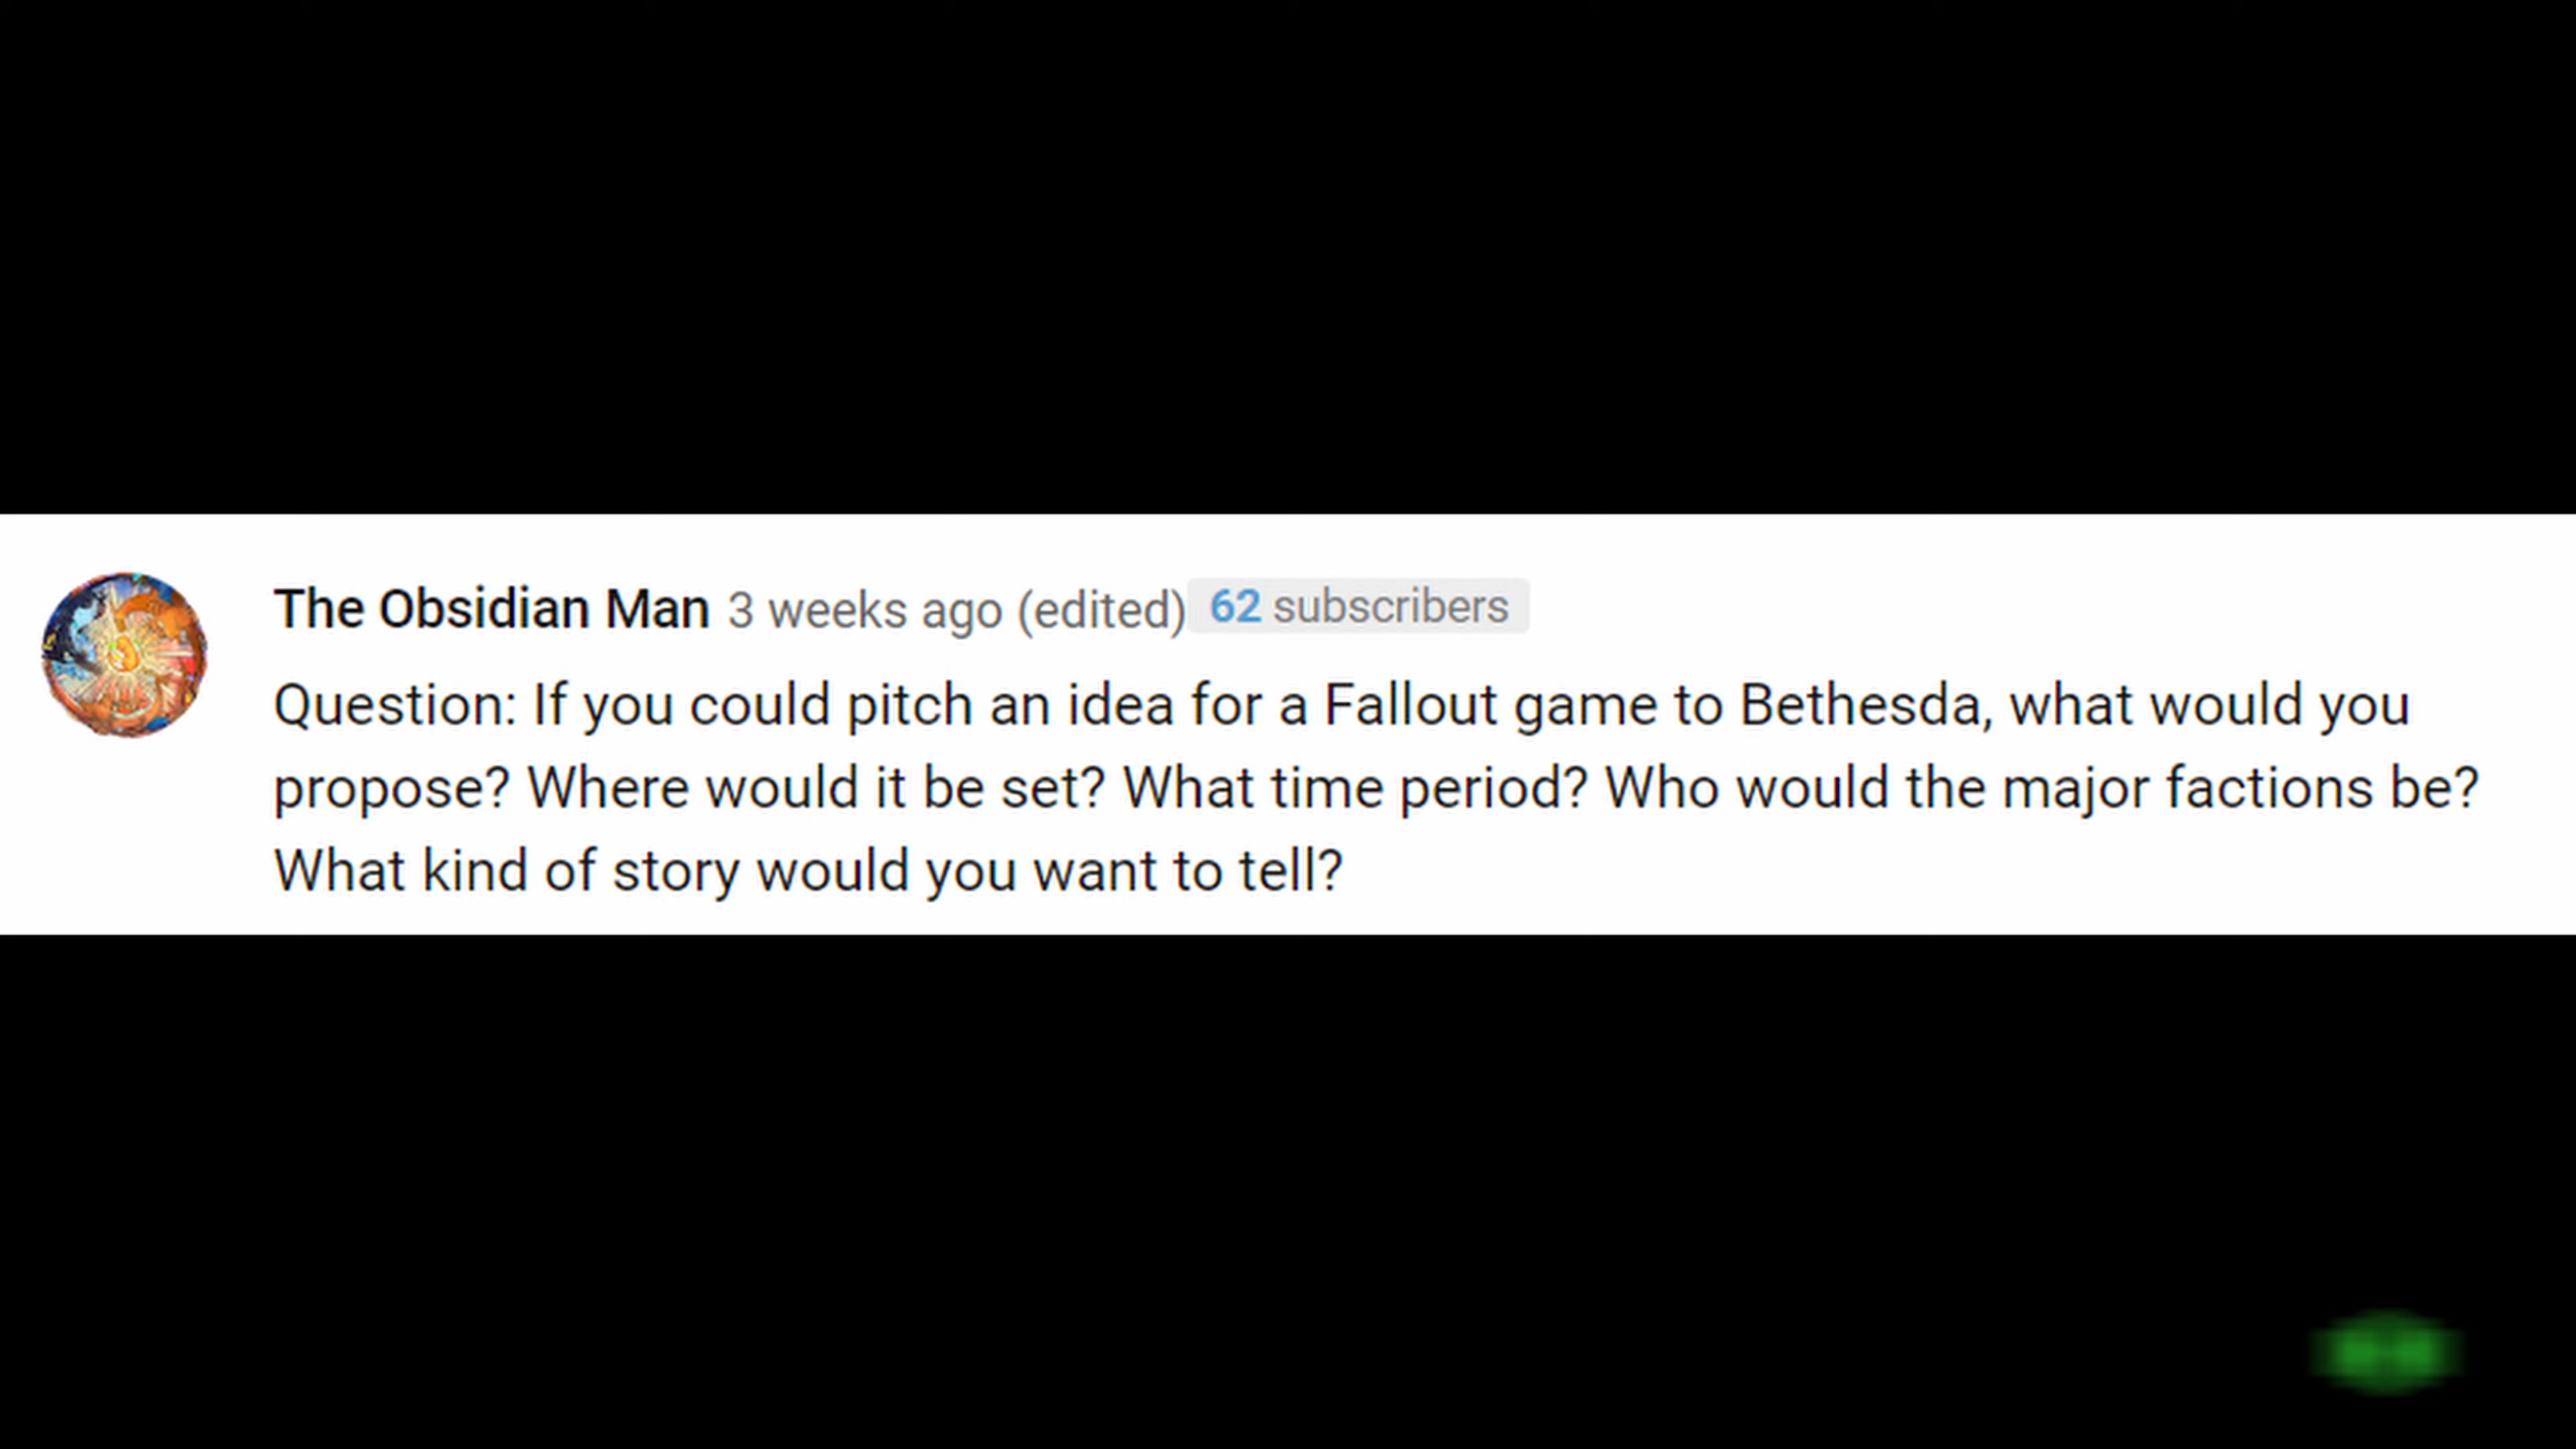 The Obsidian Man 3 weeks ago (edited) 62 subscribers
Question: If you could pitch an idea for a Fallout game to Bethesda, what would you
propose? Where would it be set? What time period? Who would the major factions be?
What kind of story would you want to tell?